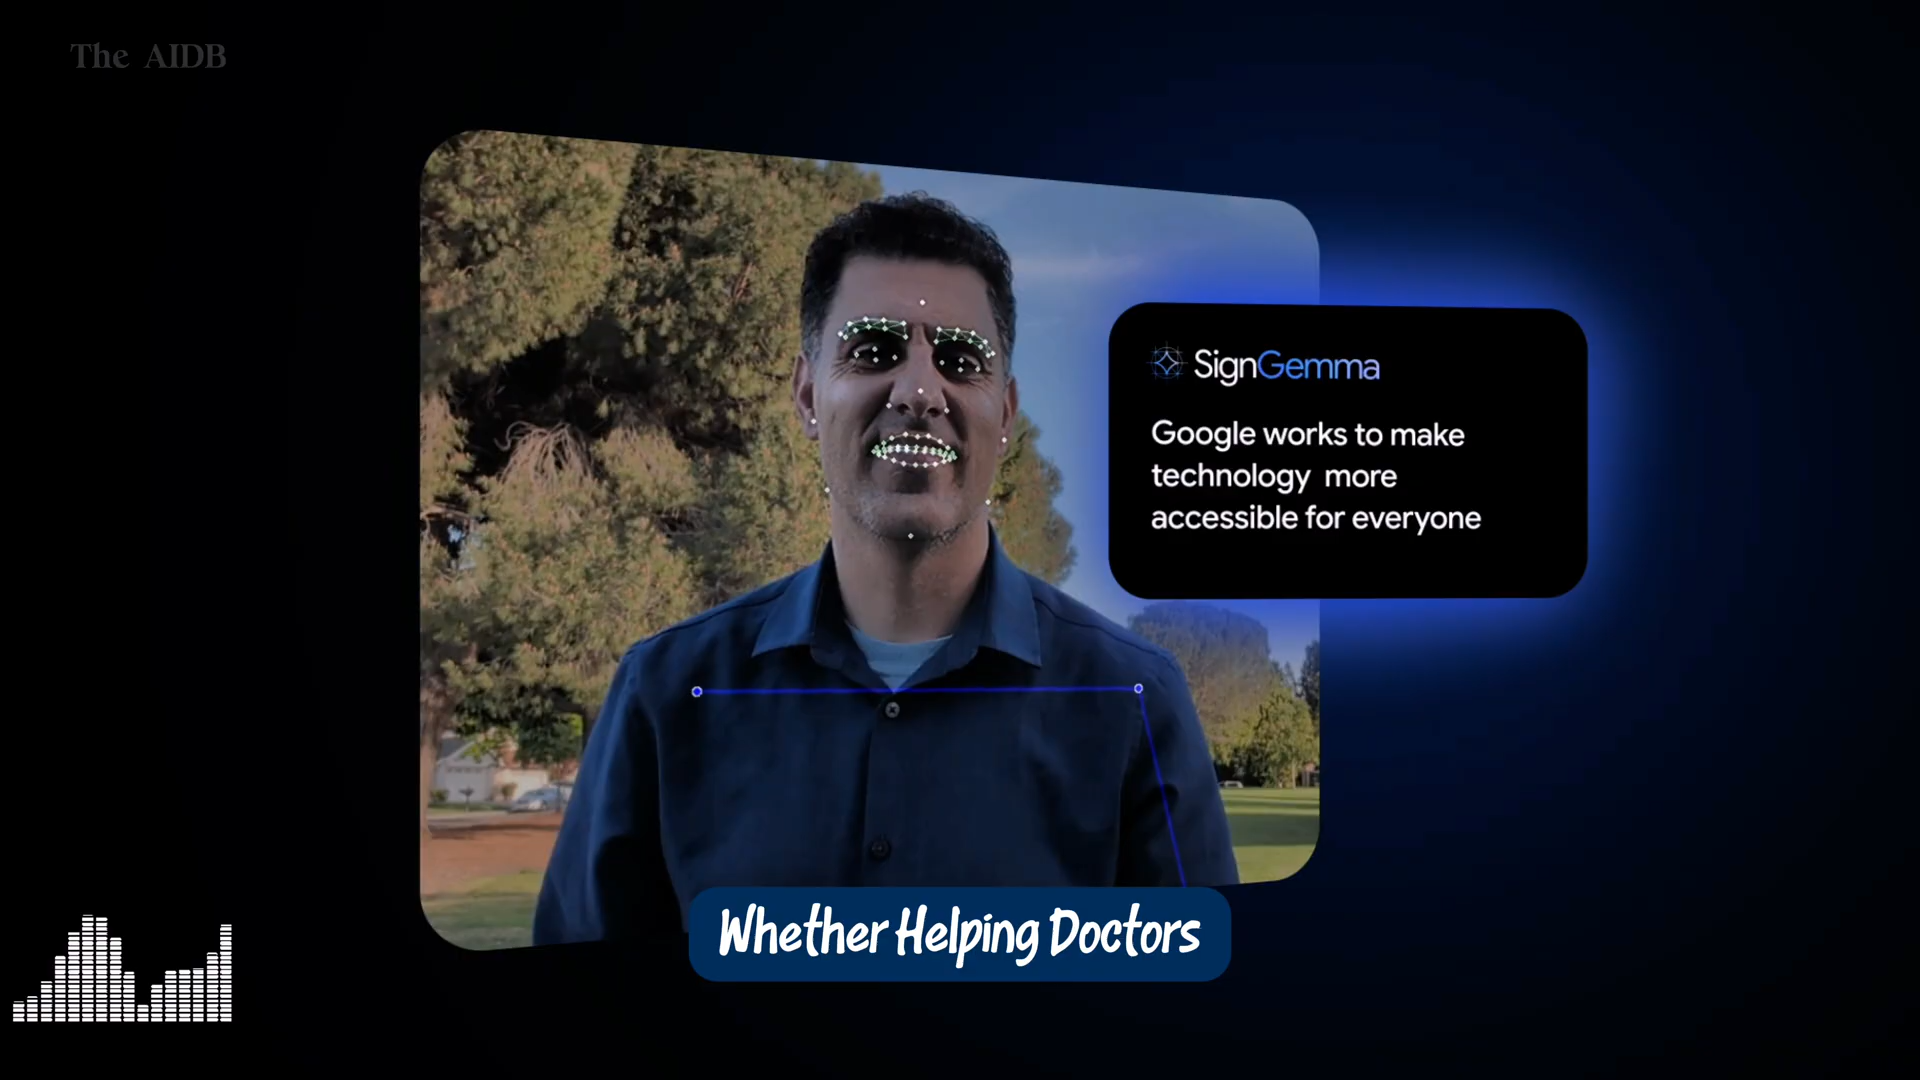 The AIDB
SignGemma
Google works to make
technology more
accessible for everyone
Whether Helping Doctors